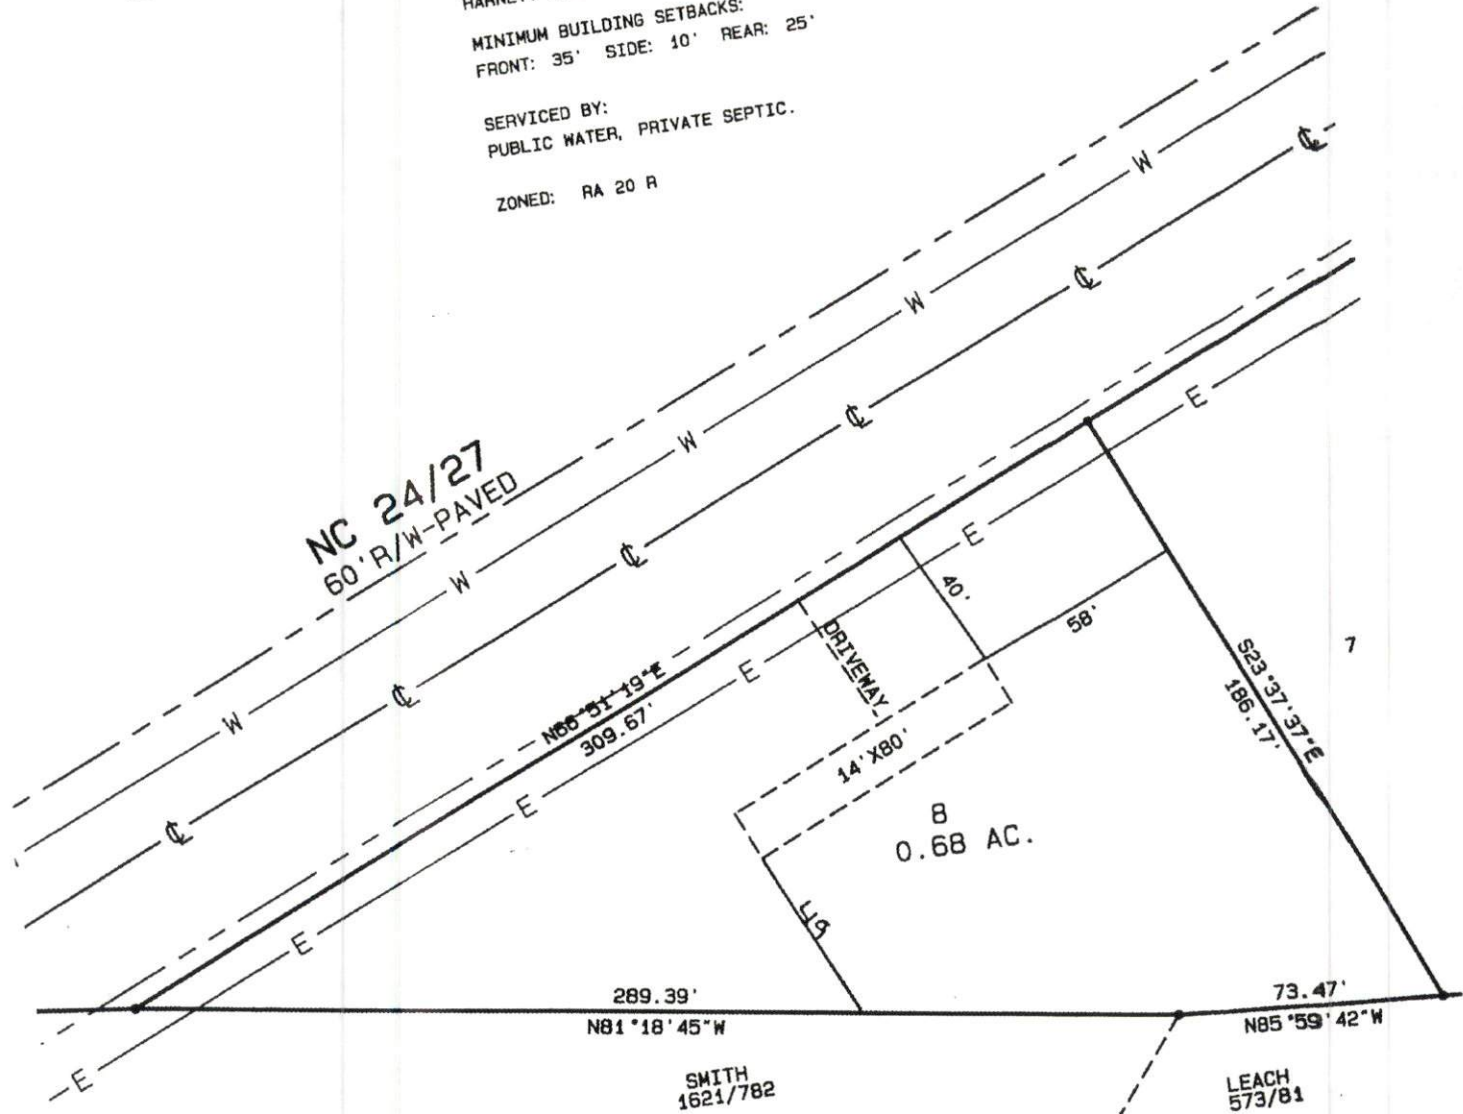 MINIMUM BUILDING SETBACKS:
FRONT: 35' SIDE: 10' REAR: 25'
SERVICED BY:
PUBLIC WATER, PRIVATE SEPTIC.
ZONED: RA 20 R
W
℄
W
℄
E
W
℄
NC 24/27
60'R/W-PAVED
W
℄
E
40'
58'
DRIVEWAY
7
S23°37'37"E
186.17'
E
N66°51'19"E
309.67'
W
℄
14'X80'
E
8
0.68 AC.
℄
49
E
289.39'
N81°18'45"W
73.47'
N85°59'42"W
E
SMITH
1621/782
LEACH
573/81